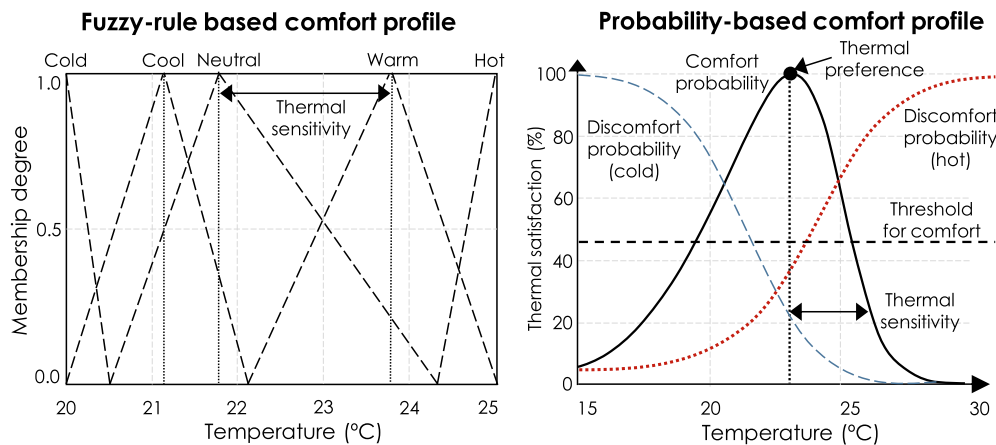 Fuzzy-rule based comfort profile
Cold
Cool
Neutral
Warm
Hot
1.0
0.5
0.0
Membership degree
Thermal
sensitivity
20
21
22
23
24
25
Temperature (ºC)
Probability-based comfort profile
Thermal satisfaction (%)
100
80
60
40
20
0
Comfort
probability
Thermal
preference
Discomfort
probability
(cold)
Discomfort
probability
(hot)
Threshold
for comfort
Thermal
sensitivity
15
20
25
30
Temperature (ºC)